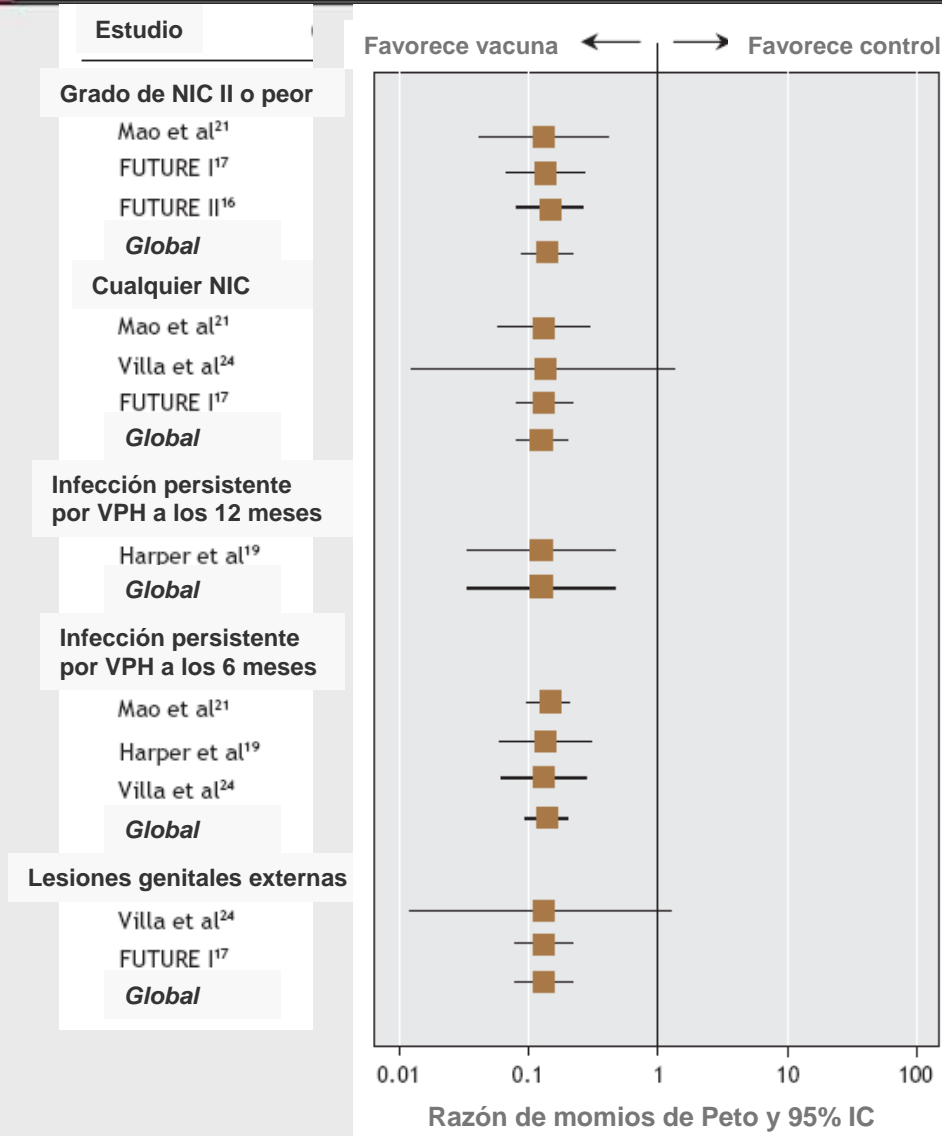 Estudio
Favorece vacuna ← → Favorece control
Grado de NIC II o peor
Mao et al²¹
FUTURE I¹⁷
FUTURE II¹⁶
Global
Cualquier NIC
Mao et al²¹
Villa et al²⁴
FUTURE I¹⁷
Global
Infección persistente
por VPH a los 12 meses
Harper et al¹⁹
Global
Infección persistente
por VPH a los 6 meses
Mao et al²¹
Harper et al¹⁹
Villa et al²⁴
Global
Lesiones genitales externas
Villa et al²⁴
FUTURE I¹⁷
Global
0.01 0.1 1 10 100
Razón de momios de Peto y 95% IC